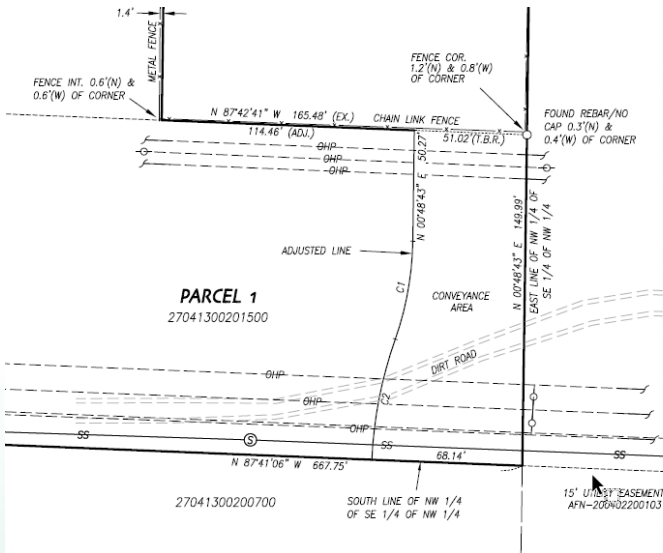 1.4'
METAL FENCE
FENCE INT. 0.6'(N) &
0.6'(W) OF CORNER
N 87°42'41" W 165.48' (EX.)
CHAIN LINK FENCE
114.46' (ADJ.)
51.02'(T.B.R.)
FENCE COR.
1.2'(N) & 0.8'(W)
OF CORNER
FOUND REBAR/NO
CAP 0.3'(N) &
0.4'(W) OF CORNER
OHP
OHP
OHP
N 00°48'43" E 50.27'
ADJUSTED LINE
C1
PARCEL 1
27041300201500
CONVEYANCE
AREA
N 00°48'43" E 149.99'
EAST LINE OF NW 1/4 OF
SE 1/4 OF NW 1/4
DIRT ROAD
OHP
OHP
C2
OHP
SS
S
SS
SS
N 87°41'06" W 667.75'
68.14'
27041300200700
SOUTH LINE OF NW 1/4
OF SE 1/4 OF NW 1/4
15' UTILITY EASEMENT
AFN-200402200103